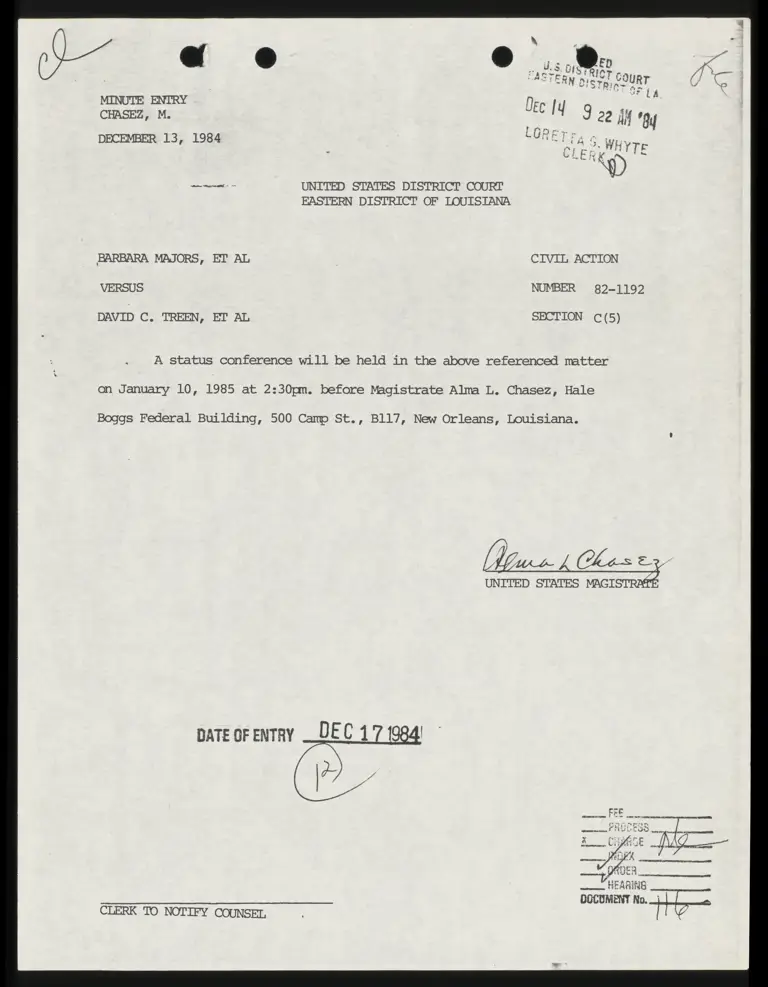 MINUTE ENTRY
CHASEZ, M.
DECEMBER 13, 1984
U.S. DISTRICT COURT
EASTERN DISTRICT OF LA.
DEC 14 9 22 AM '84
LORETTA G. WHYTE
CLERK
UNITED STATES DISTRICT COURT
EASTERN DISTRICT OF LOUISIANA
BARBARA MAJORS, ET AL
CIVIL ACTION
VERSUS
NUMBER 82-1192
DAVID C. TREEN, ET AL
SECTION C(5)
A status conference will be held in the above referenced matter
on January 10, 1985 at 2:30pm. before Magistrate Alma L. Chasez, Hale
Boggs Federal Building, 500 Camp St., B117, New Orleans, Louisiana.
Alma L Chasez
UNITED STATES MAGISTRATE
DATE OF ENTRY DEC 17 1984
12
FEE
PROCESS
X CHARGE
INDEX
ORDER
HEARING
DOCUMENT No. 116
CLERK TO NOTIFY COUNSEL